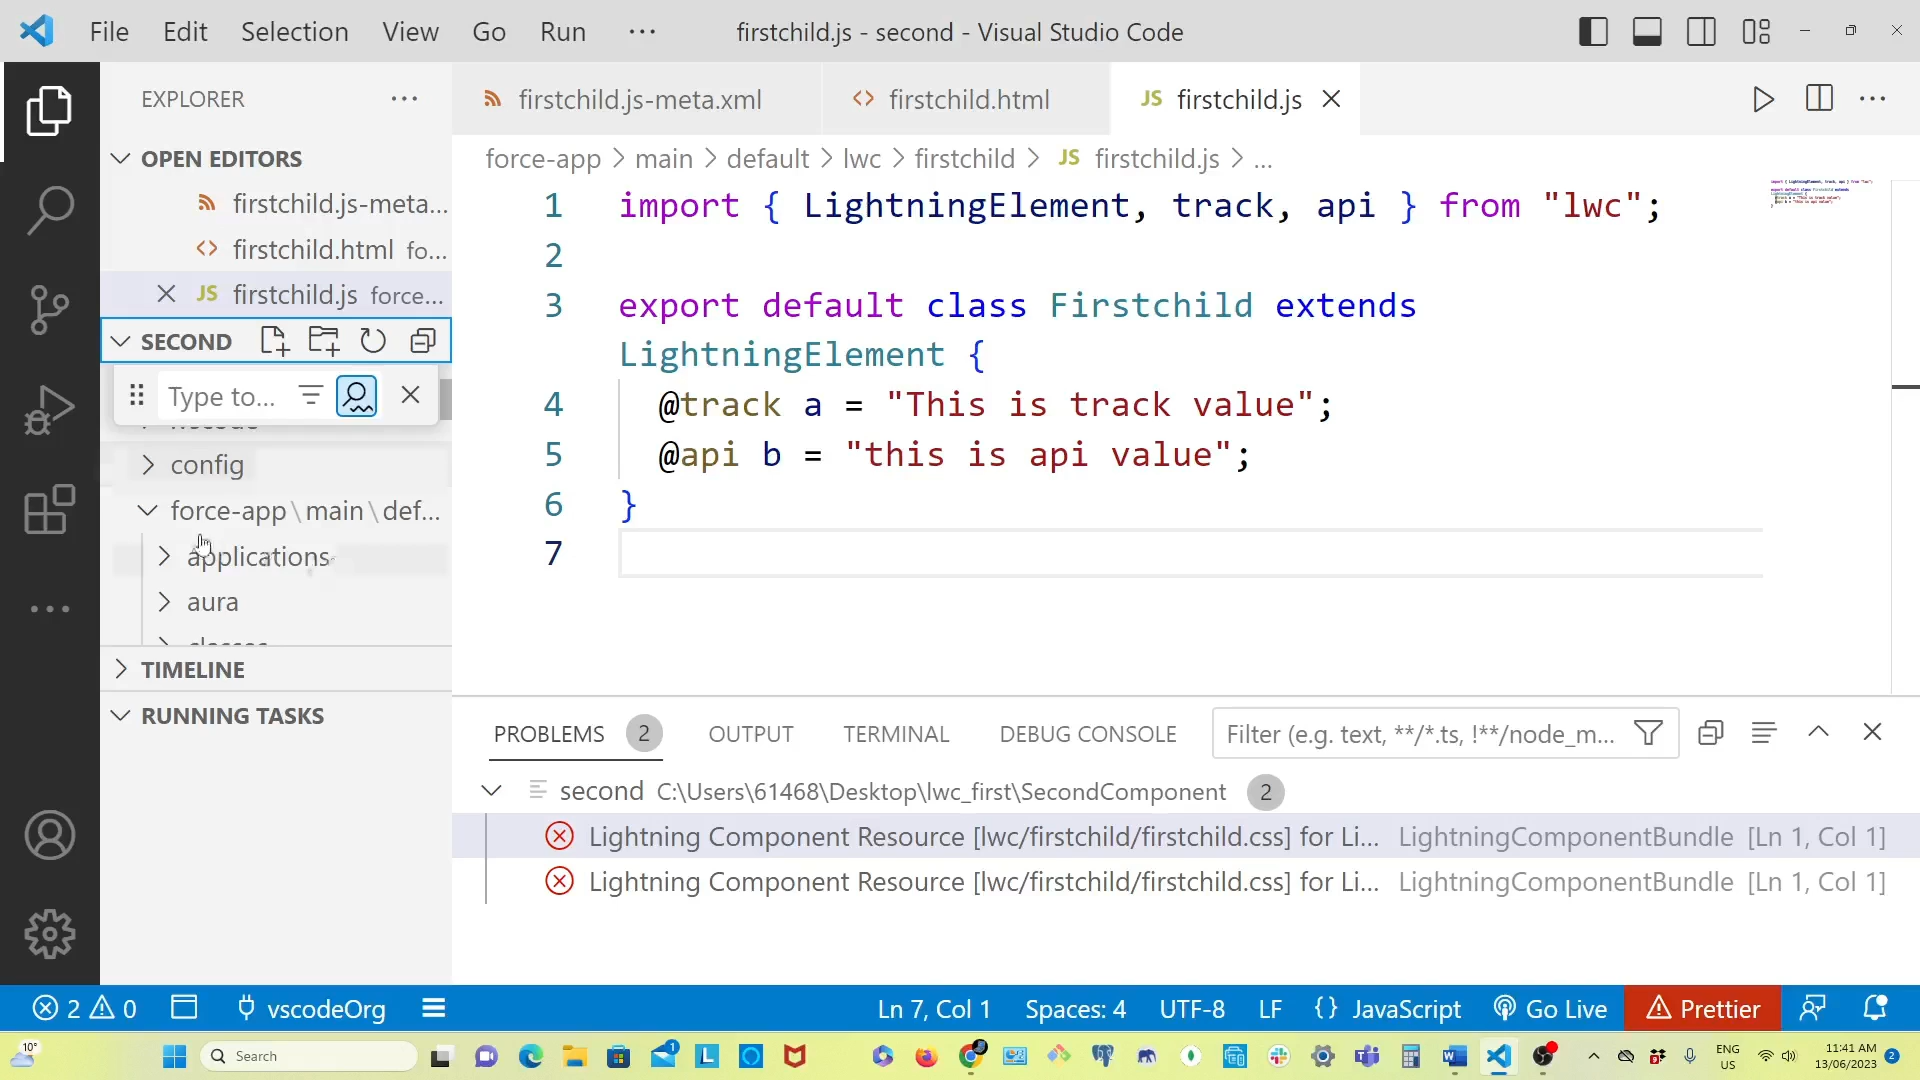 File Edit Selection View Go Run ··· firstchild.js - second - Visual Studio Code
EXPLORER ···
firstchild.js-meta.xml firstchild.html JS firstchild.js
force-app > main > default > lwc > firstchild > JS firstchild.js > ...
OPEN EDITORS
firstchild.js-meta...
firstchild.html fo...
JS firstchild.js force...
SECOND
Type to...
config
force-app\main\def...
applications
aura
classes
TIMELINE
RUNNING TASKS
1 import { LightningElement, track, api } from "lwc";
2
3 export default class Firstchild extends
LightningElement {
4 @track a = "This is track value";
5 @api b = "this is api value";
6 }
7
PROBLEMS 2 OUTPUT TERMINAL DEBUG CONSOLE Filter (e.g. text, **/*.ts, !**/node_m...
second C:\Users\61468\Desktop\lwc_first\SecondComponent 2
Lightning Component Resource [lwc/firstchild/firstchild.css] for Li... LightningComponentBundle [Ln 1, Col 1]
Lightning Component Resource [lwc/firstchild/firstchild.css] for Li... LightningComponentBundle [Ln 1, Col 1]
2 0 vscodeOrg Ln 7, Col 1 Spaces: 4 UTF-8 LF {} JavaScript Go Live Prettier
10° Search 1 L ENG US 11:41 AM 13/06/2023 2